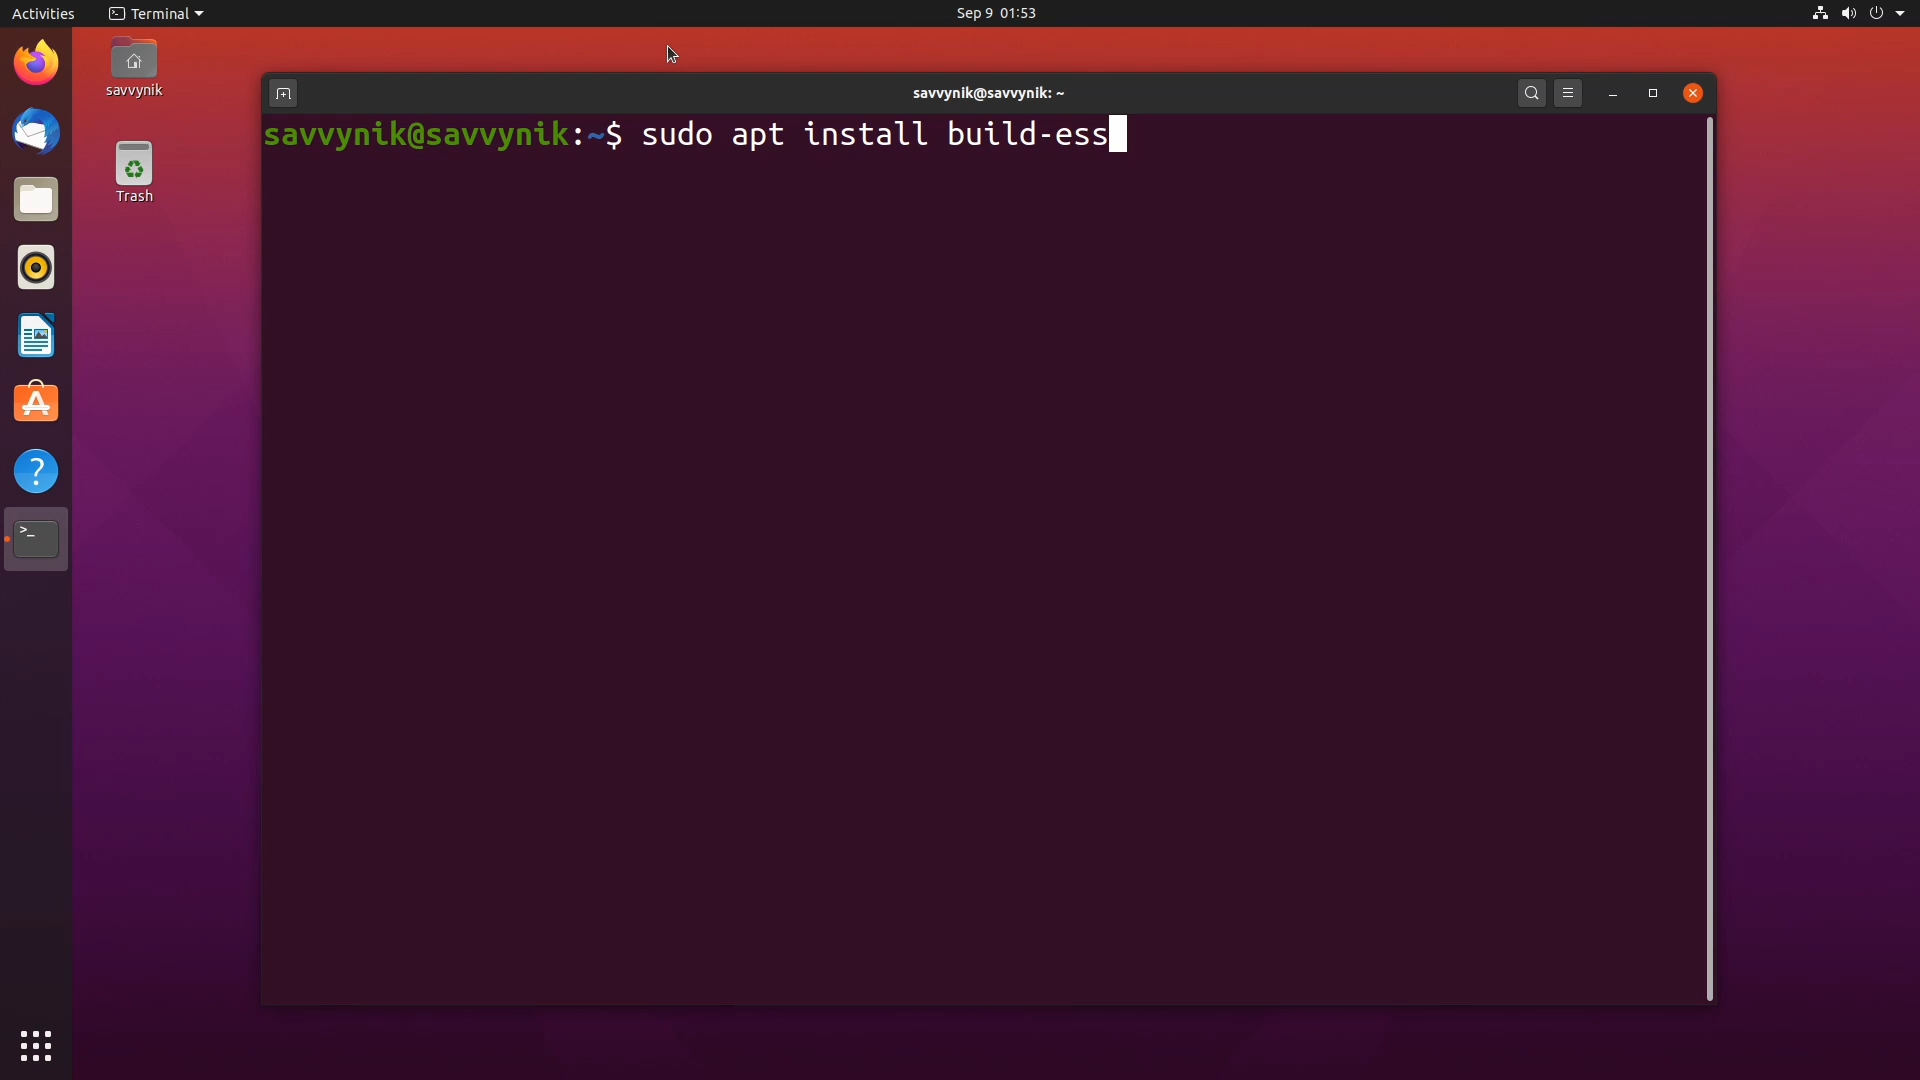 Activities
Terminal
Sep 9 01:53
savvynik
Trash
savvynik@savvynik: ~
savvynik@savvynik:~$ sudo apt install build-ess